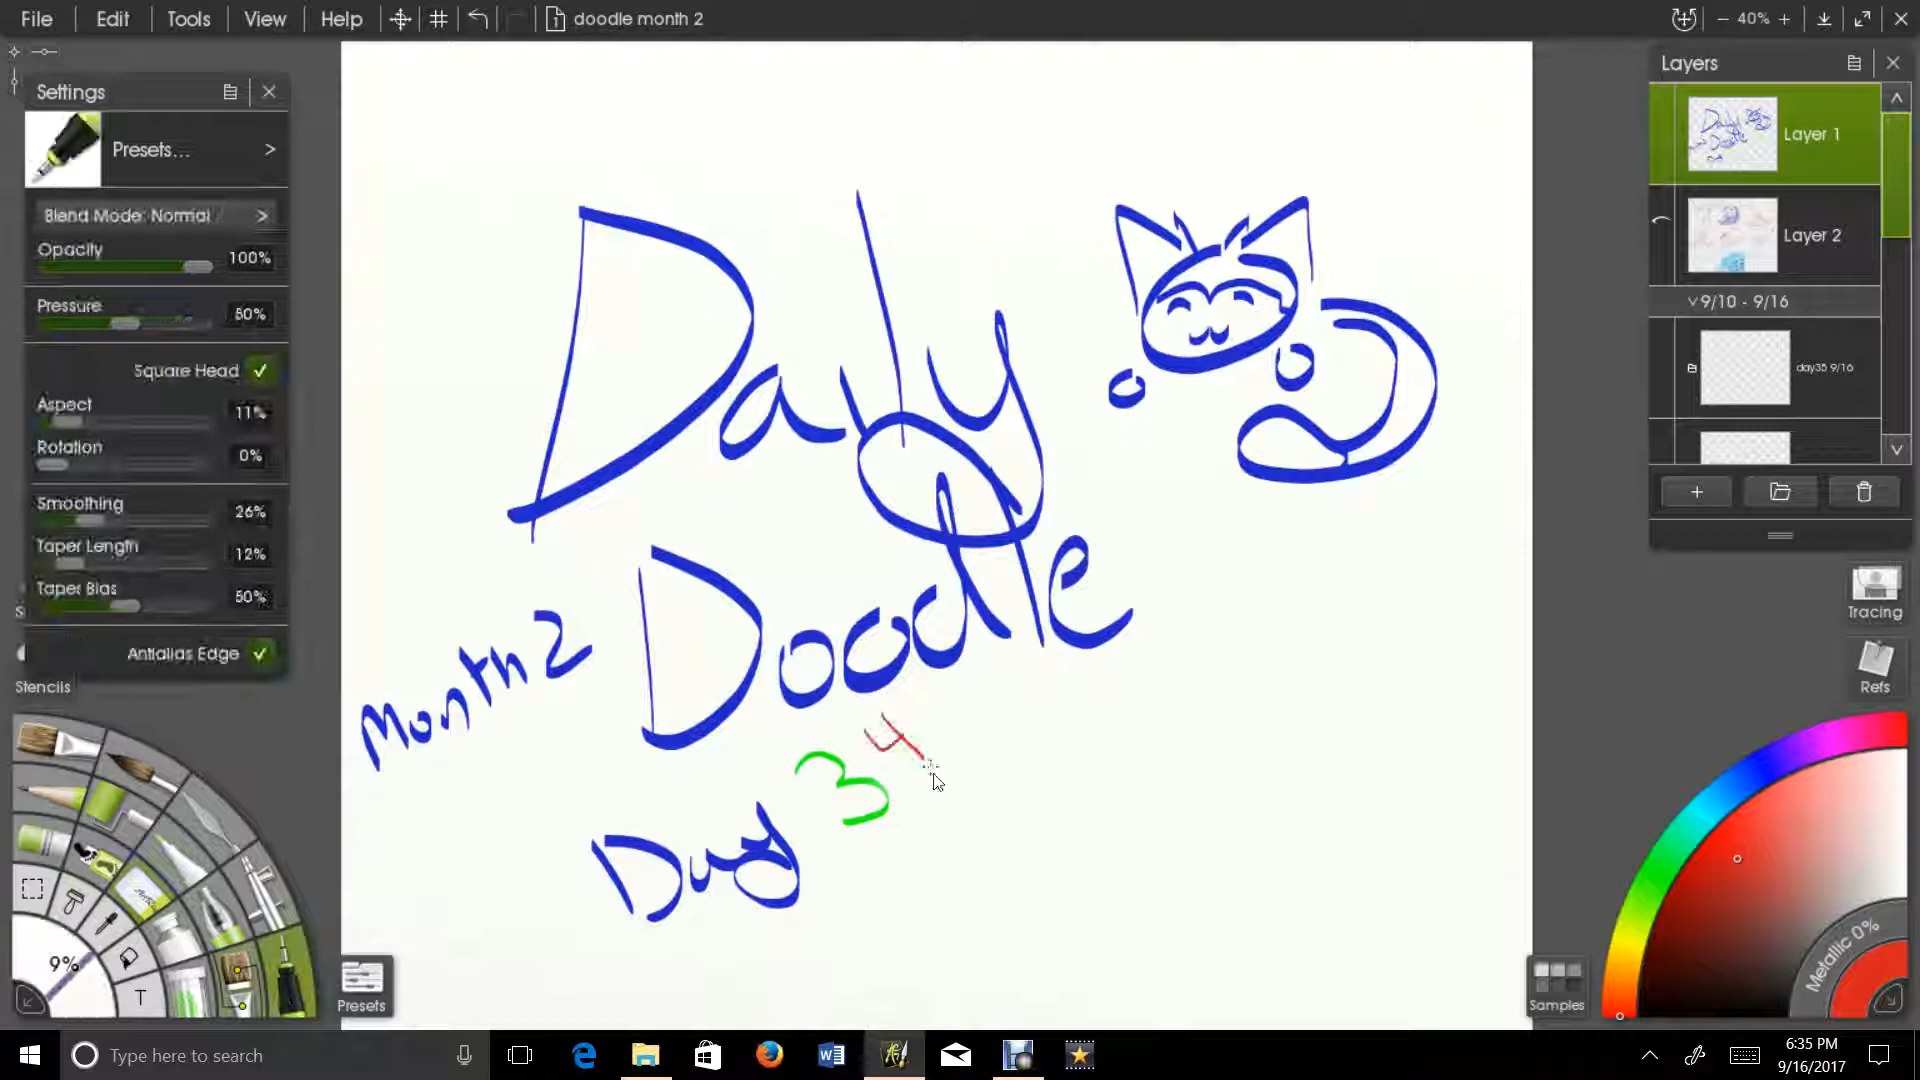 File Edit Tools View Help doodle month 2 40%
Settings
Presets...
Blend Mode: Normal
Opacity 100%
Pressure 50%
Square Head
Aspect 11%
Rotation 0%
Smoothing 26%
Taper Length 12%
Taper Bias 50%
Antialias Edge
Stencils
9%
T
Presets
Daily
Doodle
Month 2
Day 3 4
Layers
Layer 1
Layer 2
9/10 - 9/16
day35 9/16
Tracing
Refs
Metallic 0%
Samples
Type here to search
6:35 PM
9/16/2017